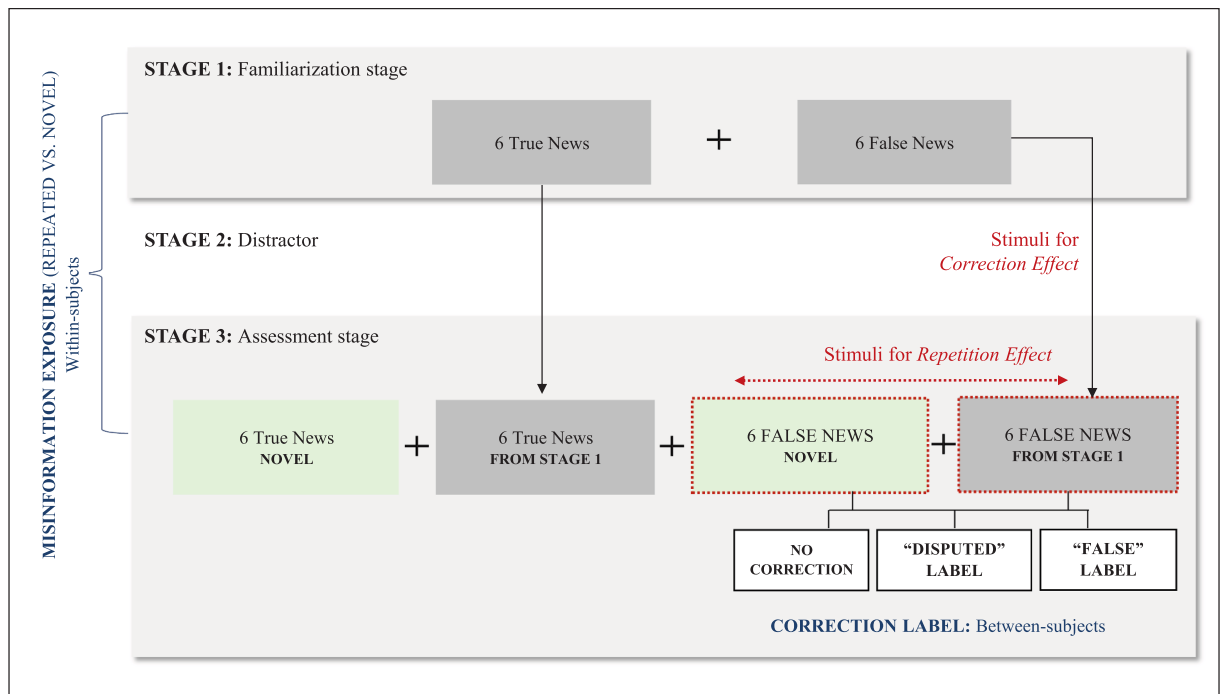 MISINFORMATION EXPOSURE (REPEATED VS. NOVEL)
Within-subjects
STAGE 1: Familiarization stage
6 True News
+
6 False News
STAGE 2: Distractor
Stimuli for
Correction Effect
STAGE 3: Assessment stage
Stimuli for Repetition Effect
6 True News
NOVEL
+
6 True News
FROM STAGE 1
+
6 FALSE NEWS
NOVEL
+
6 FALSE NEWS
FROM STAGE 1
NO
CORRECTION
“DISPUTED”
LABEL
“FALSE”
LABEL
CORRECTION LABEL: Between-subjects